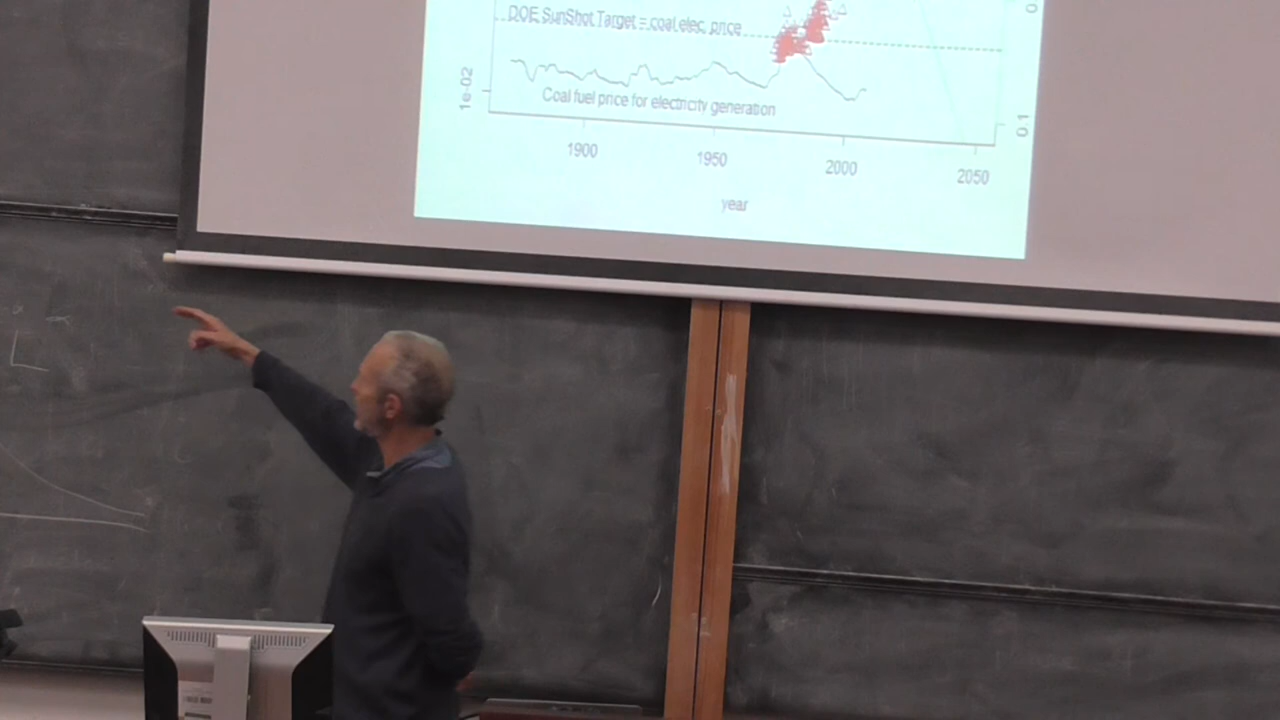 DOE SunShot Target = coal elec. price
1e-02
Coal fuel price for electricity generation
0.1
1900
1950
2000
2050
year